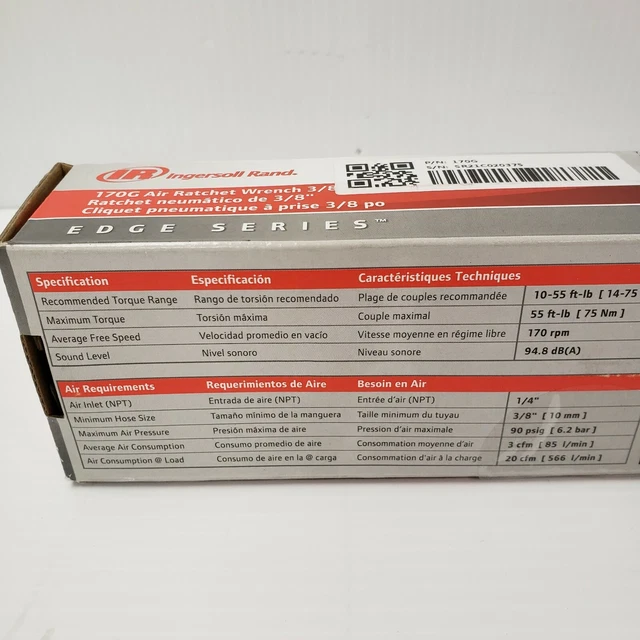 IR Ingersoll Rand.
P/N: 170G
S/N: SR21C020375
170G Air Ratchet Wrench 3/8
Ratchet neumático de 3/8"
Cliquet pneumatique à prise 3/8 po
EDGE SERIES™
Specification Especificación Caractéristiques Techniques
Recommended Torque Range Rango de torsión recomendado Plage de couples recommandée 10-55 ft-lb [ 14-75
Maximum Torque Torsión máxima Couple maximal 55 ft-lb [ 75 Nm ]
Average Free Speed Velocidad promedio en vacío Vitesse moyenne en régime libre 170 rpm
Sound Level Nivel sonoro Niveau sonore 94.8 dB(A)
Air Requirements Requerimientos de Aire Besoin en Air
Air Inlet (NPT) Entrada de aire (NPT) Entrée d'air (NPT) 1/4"
Minimum Hose Size Tamaño mínimo de la manguera Taille minimum du tuyau 3/8" [ 10 mm ]
Maximum Air Pressure Presión máxima de aire Pression d'air maximale 90 psig [ 6.2 bar ]
Average Air Consumption Consumo promedio de aire Consommation moyenne d'air 3 cfm [ 85 l/min ]
Air Consumption @ Load Consumo de aire en la @ carga Consommation d'air à la charge 20 cfm [ 566 l/min ]